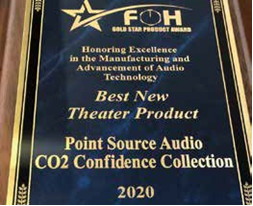 FOH
GOLD STAR PRODUCT AWARD
Honoring Excellence
in the Manufacturing and
Advancement of Audio
Technology
Best New
Theater Product
Point Source Audio
CO2 Confidence Collection
2020